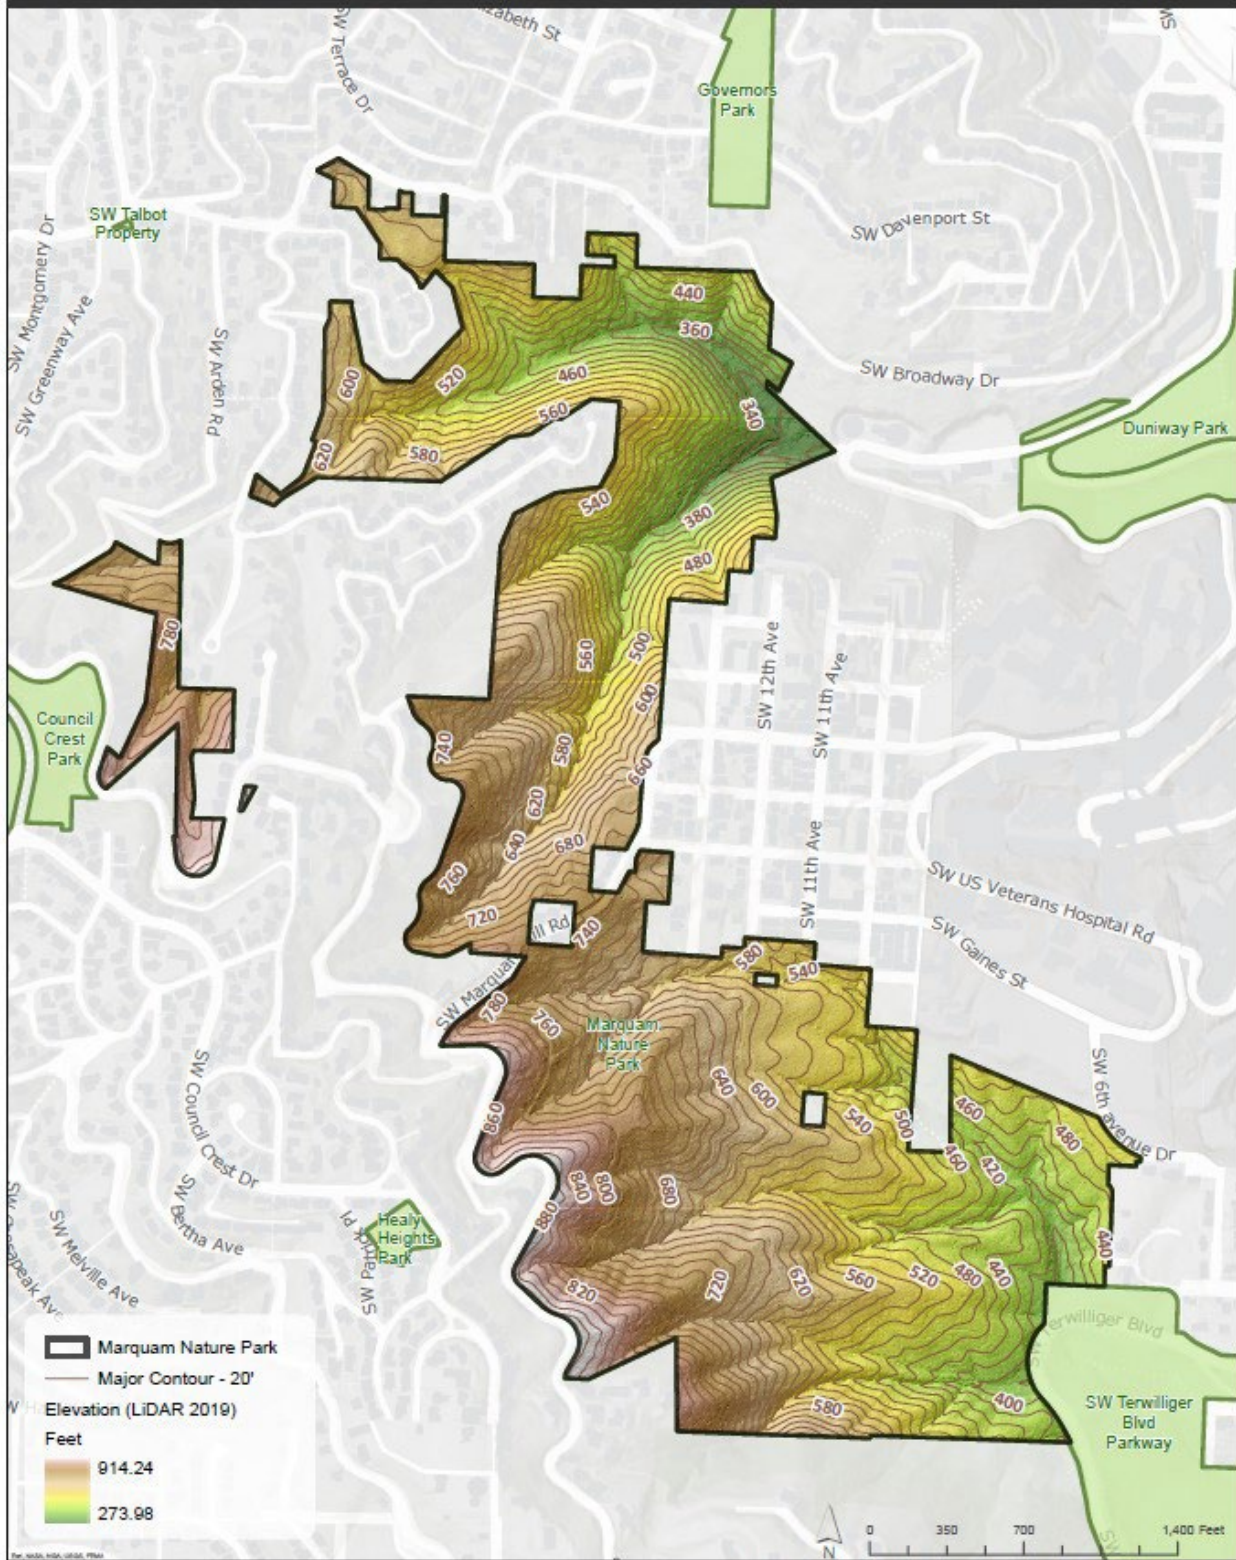 SW Terrace Dr
izabeth St
Governors
Park
SW Talbot
Property
SW Montgomery Dr
SW Greenway Ave
SW Davenport St
SW Arden Rd
SW Broadway Dr
Duniway Park
440
360
600
520
460
560
340
620
580
540
380
480
780
560
500
600
SW 12th Ave
SW 11th Ave
Council
Crest
Park
740
580
660
620
640
680
760
720
ill Rd
740
SW 11th Ave
SW US Veterans Hospital Rd
SW Gaines St
SW Marquam
580
540
780
760
Marquam
Nature
Park
640
600
540
500
460
480
SW 6th avenue Dr
860
460
420
SW Council Crest Dr
840
800
680
880
440
SW Bertha Ave
SW Melville Ave
Healy
Heights
Park
820
720
620
560
520
480
440
erwilliger Blvd
580
400
SW Terwilliger
Blvd
Parkway
Marquam Nature Park
Major Contour - 20'
Elevation (LiDAR 2019)
Feet
914.24
273.98
N
0 350 700 1,400 Feet